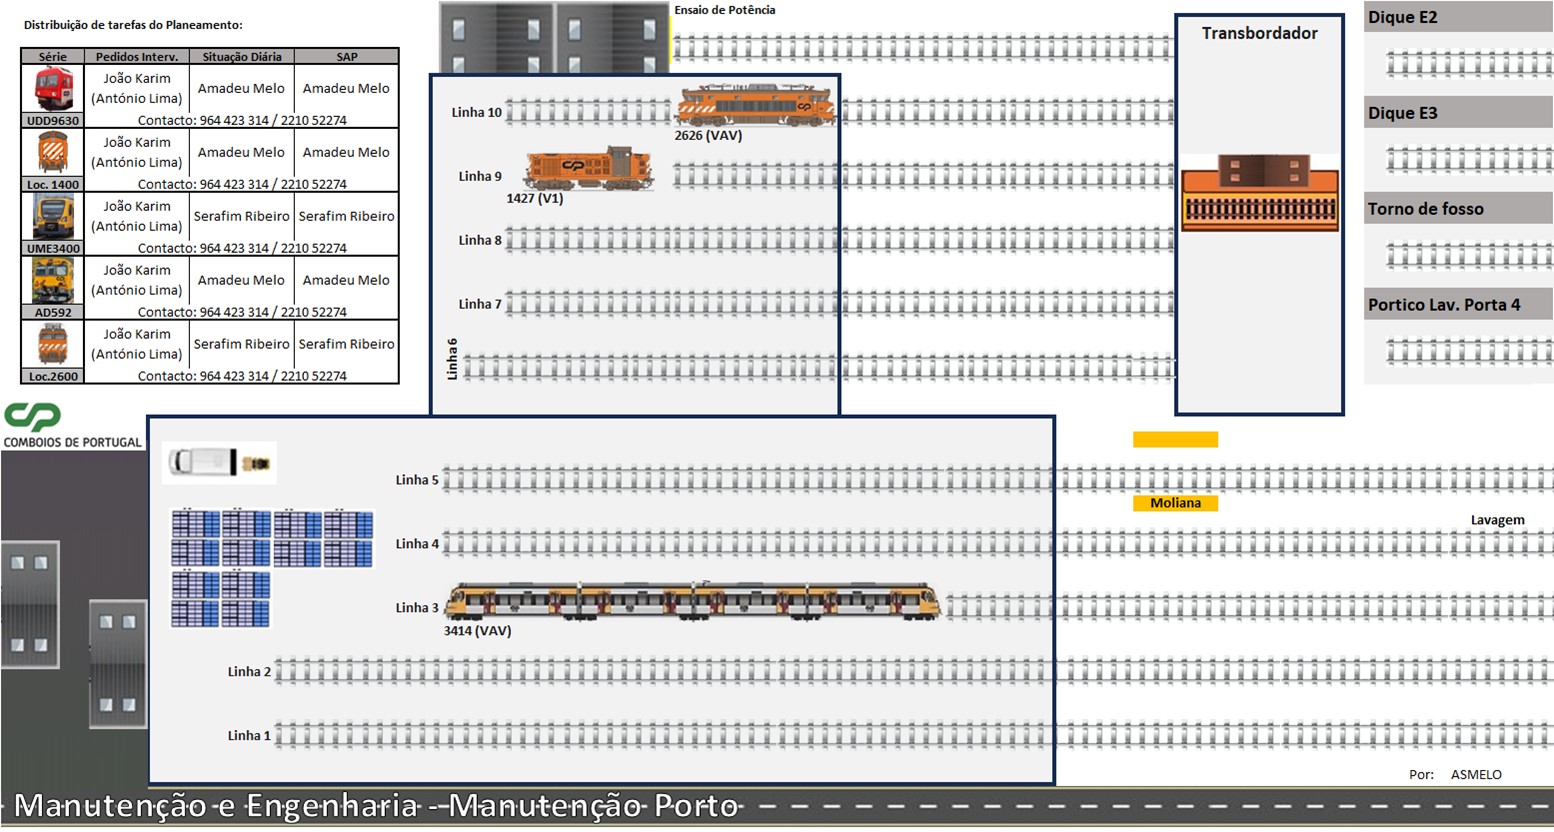 Distribuição de tarefas do Planeamento:
Série Pedidos Interv. Situação Diária SAP
João Karim
(António Lima) Amadeu Melo Amadeu Melo
UDD9630 Contacto: 964 423 314 / 2210 52274
João Karim
(António Lima) Amadeu Melo Amadeu Melo
Loc. 1400 Contacto: 964 423 314 / 2210 52274
João Karim
(António Lima) Serafim Ribeiro Serafim Ribeiro
UME3400 Contacto: 964 423 314 / 2210 52274
João Karim
(António Lima) Amadeu Melo Amadeu Melo
AD592 Contacto: 964 423 314 / 2210 52274
João Karim
(António Lima) Serafim Ribeiro Serafim Ribeiro
Loc.2600 Contacto: 964 423 314 / 2210 52274
CP
COMBOIOS DE PORTUGAL
Ensaio de Potência
Linha 10
2626 (VAV)
Linha 9
1427 (V1)
Linha 8
Linha 7
Linha 6
Transbordador
Dique E2
Dique E3
Torno de fosso
Portico Lav. Porta 4
Linha 5
Moliana
Lavagem
Linha 4
Linha 3
3414 (VAV)
Linha 2
Linha 1
Por: ASMELO
Manutenção e Engenharia - Manutenção Porto